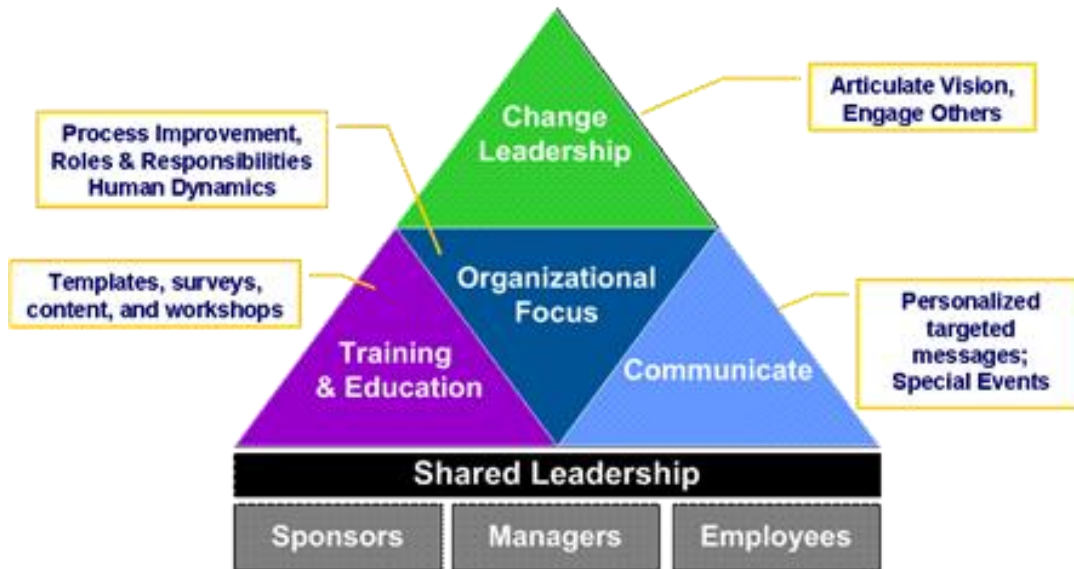 Change
Leadership
Articulate Vision,
Engage Others
Process Improvement,
Roles & Responsibilities
Human Dynamics
Organizational
Focus
Templates, surveys,
content, and workshops
Personalized
targeted
messages;
Special Events
Training
& Education
Communicate
Shared Leadership
Sponsors
Managers
Employees